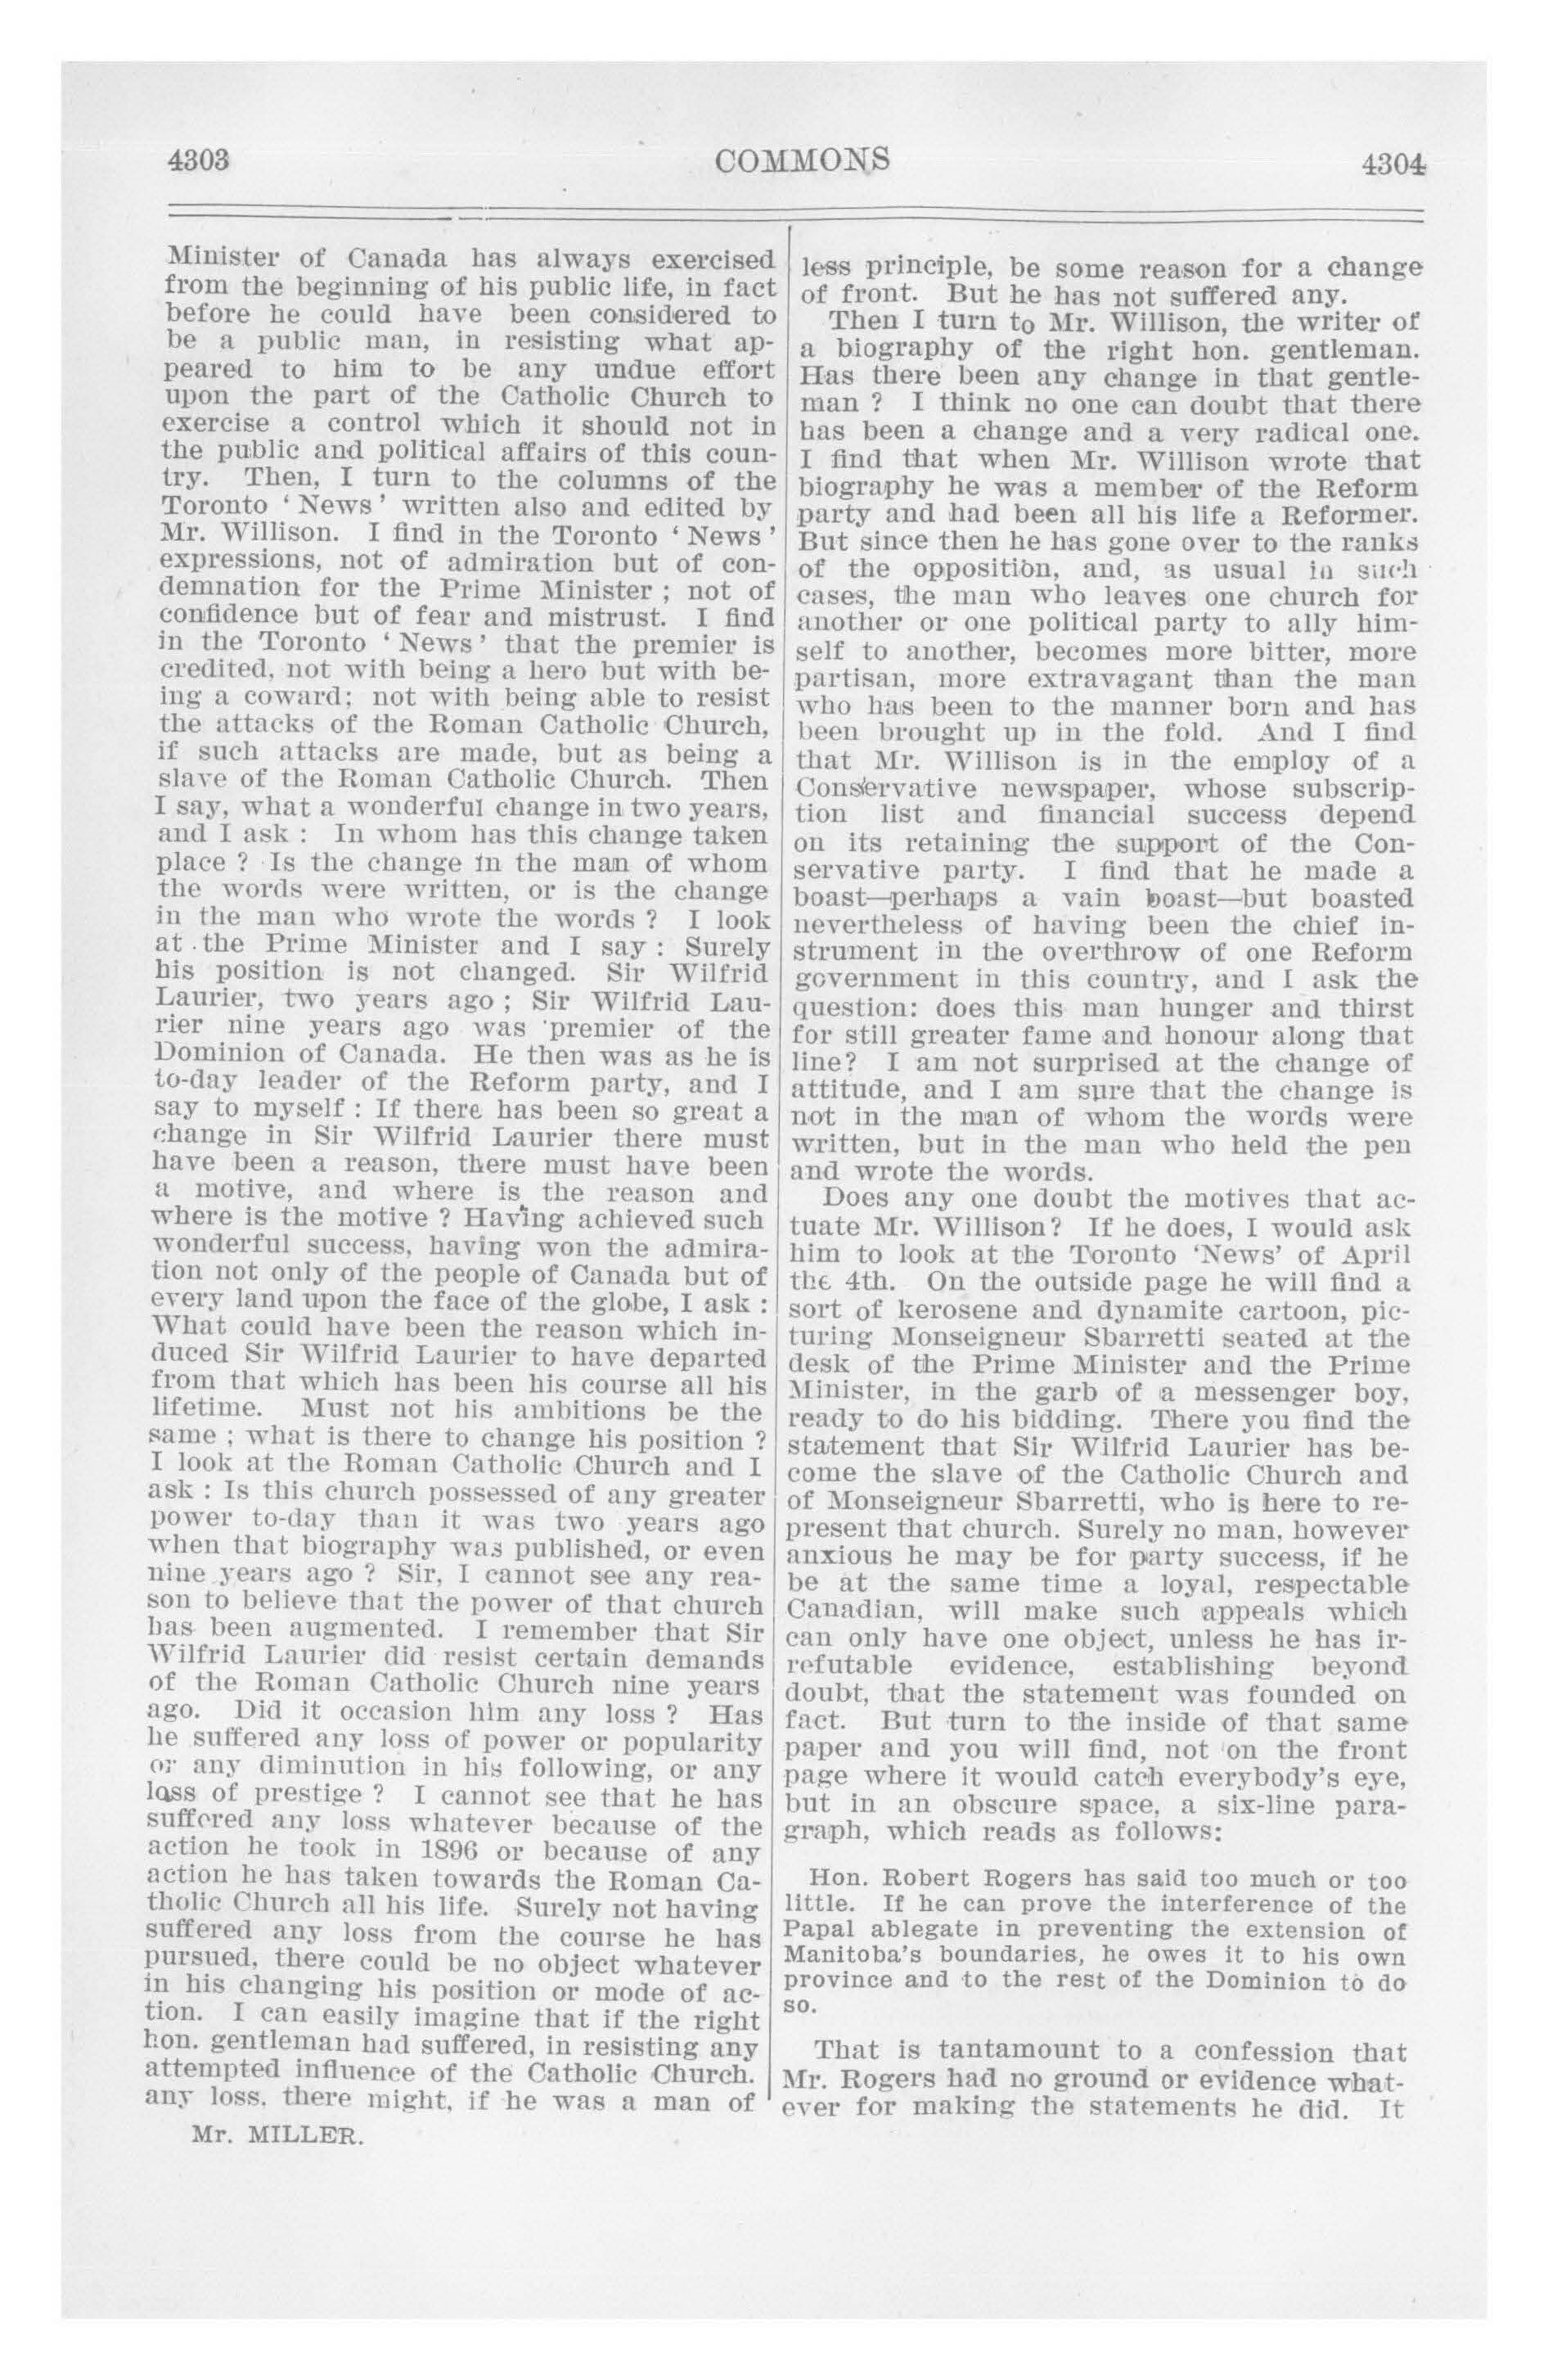 4303
COMMONS
4304
Minister of Canada has always exercised
from the beginning of his public life, in fact
before he could have been considered to
be a public man, in resisting what ap-
peared to him to be any undue effort
upon the part of the Catholic Church to
exercise a control which it should not in
the public and political affairs of this coun-
try. Then, I turn to the columns of the
Toronto ‘ News ’ written also and edited by
Mr. Willison. I find in the Toronto ‘ News ’
expressions, not of admiration but of con-
demnation for the Prime Minister ; not of
confidence but of fear and mistrust. I find
in the Toronto ‘ News ’ that the premier is
credited, not with being a hero but with be-
ing a coward; not with being able to resist
the attacks of the Roman Catholic Church,
if such attacks are made, but as being a
slave of the Roman Catholic Church. Then
I say, what a wonderful change in two years,
and I ask : In whom has this change taken
place ? Is the change in the man of whom
the words were written, or is the change
in the man who wrote the words ? I look
at the Prime Minister and I say : Surely
his position is not changed. Sir Wilfrid
Laurier, two years ago ; Sir Wilfrid Lau-
rier nine years ago was premier of the
Dominion of Canada. He then was as he is
to-day leader of the Reform party, and I
say to myself : If there has been so great a
change in Sir Wilfrid Laurier there must
have been a reason, there must have been
a motive, and where is the reason and
where is the motive ? Having achieved such
wonderful success, having won the admira-
tion not only of the people of Canada but of
every land upon the face of the globe, I ask :
What could have been the reason which in-
duced Sir Wilfrid Laurier to have departed
from that which has been his course all his
lifetime. Must not his ambitions be the
same ; what is there to change his position ?
I look at the Roman Catholic Church and I
ask : Is this church possessed of any greater
power to-day than it was two years ago
when that biography was published, or even
nine years ago ? Sir, I cannot see any rea-
son to believe that the power of that church
has been augmented. I remember that Sir
Wilfrid Laurier did resist certain demands
of the Roman Catholic Church nine years
ago. Did it occasion him any loss ? Has
he suffered any loss of power or popularity
or any diminution in his following, or any
loss of prestige ? I cannot see that he has
suffered any loss whatever because of the
action he took in 1896 or because of any
action he has taken towards the Roman Ca-
tholic Church all his life. Surely not having
suffered any loss from the course he has
pursued, there could be no object whatever
in his changing his position or mode of ac-
tion. I can easily imagine that if the right
hon. gentleman had suffered, in resisting any
attempted influence of the Catholic Church.
any loss, there might, if he was a man of
Mr. MILLER.
less principle, be some reason for a change
of front. But he has not suffered any.
Then I turn to Mr. Willison, the writer of
a biography of the right hon. gentleman.
Has there been any change in that gentle-
man ? I think no one can doubt that there
has been a change and a very radical one.
I find that when Mr. Willison wrote that
biography he was a member of the Reform
party and had been all his life a Reformer.
But since then he has gone over to the ranks
of the opposition, and, as usual in such
cases, the man who leaves one church for
another or one political party to ally him-
self to another, becomes more bitter, more
partisan, more extravagant than the man
who has been to the manner born and has
been brought up in the fold. And I find
that Mr. Willison is in the employ of a
Conservative newspaper, whose subscrip-
tion list and financial success depend
on its retaining the support of the Con-
servative party. I find that he made a
boast—perhaps a vain boast—but boasted
nevertheless of having been the chief in-
strument in the overthrow of one Reform
government in this country, and I ask the
question: does this man hunger and thirst
for still greater fame and honour along that
line? I am not surprised at the change of
attitude, and I am sure that the change is
not in the man of whom the words were
written, but in the man who held the pen
and wrote the words.
Does any one doubt the motives that ac-
tuate Mr. Willison? If he does, I would ask
him to look at the Toronto ‘News’ of April
the 4th. On the outside page he will find a
sort of kerosene and dynamite cartoon, pic-
turing Monseigneur Sbarretti seated at the
desk of the Prime Minister and the Prime
Minister, in the garb of a messenger boy,
ready to do his bidding. There you find the
statement that Sir Wilfrid Laurier has be-
come the slave of the Catholic Church and
of Monseigneur Sbarretti, who is here to re-
present that church. Surely no man, however
anxious he may be for party success, if he
be at the same time a loyal, respectable
Canadian, will make such appeals which
can only have one object, unless he has ir-
refutable evidence, establishing beyond
doubt, that the statement was founded on
fact. But turn to the inside of that same
paper and you will find, not on the front
page where it would catch everybody's eye,
but in an obscure space, a six-line para-
graph, which reads as follows:
Hon. Robert Rogers has said too much or too
little. If he can prove the interference of the
Papal ablegate in preventing the extension of
Manitoba's boundaries, he owes it to his own
province and to the rest of the Dominion to do
so.
That is tantamount to a confession that
Mr. Rogers had no ground or evidence what-
ever for making the statements he did. It